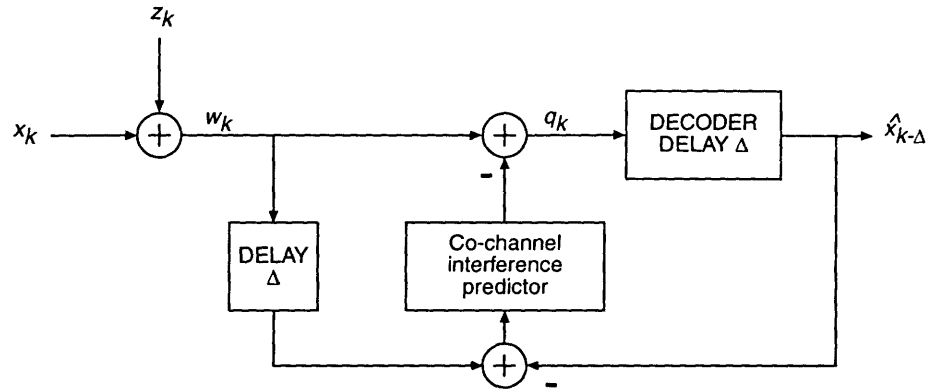 z_k
x_k
+
w_k
+
q_k
DECODER
DELAY Δ
x̂_{k-Δ}
-
DELAY
Δ
Co-channel
interference
predictor
+
-